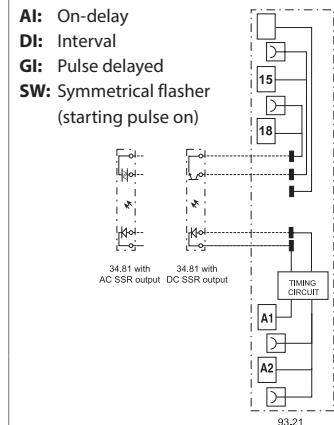 AI: On-delay
DI: Interval
GI: Pulse delayed
SW: Symmetrical flasher
(starting pulse on)
15
18
34.81 with
AC SSR output
34.81 with
DC SSR output
TIMING
CIRCUIT
A1
A2
93.21